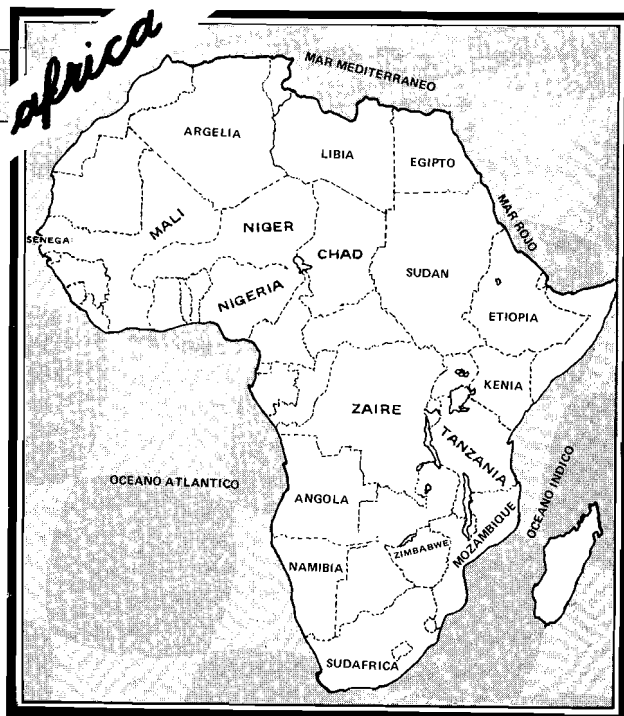 africa
MAR MEDITERRANEO
ARGELIA
LIBIA
EGIPTO
MAR ROJO
MALI
NIGER
CHAD
SUDAN
SENEGA
NIGERIA
ETIOPIA
KENIA
ZAIRE
TANZANIA
OCEANO ATLANTICO
ANGOLA
OCEANO INDICO
MOZAMBIQUE
ZIMBABWE
NAMIBIA
SUDAFRICA